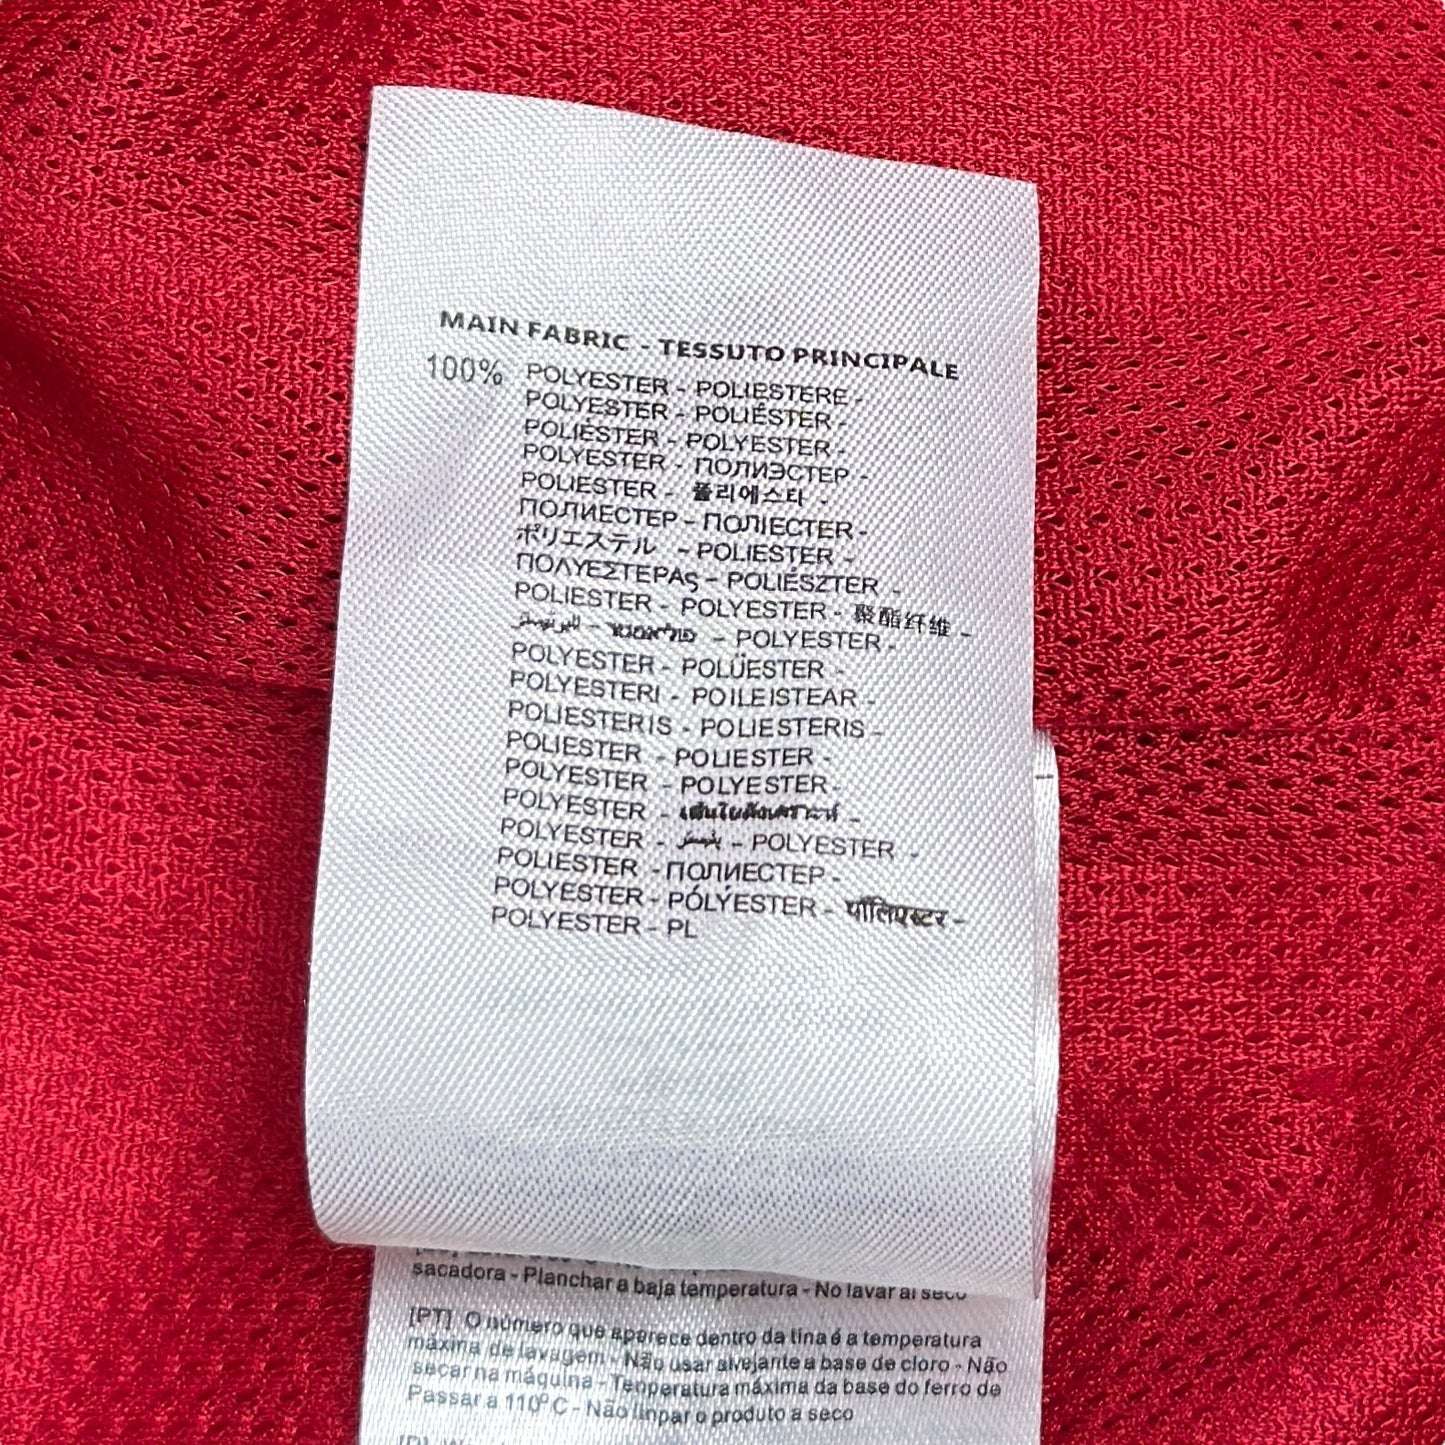 MAIN FABRIC - TESSUTO PRINCIPALE
100% POLYESTER - POLIESTERE -
POLYESTER - POLIÉSTER -
POLIÉSTER - POLYESTER -
POLYESTER - ПОЛИЭСТЕР -
POLIESTER - 폴리에스터 -
ПОЛИЕСТЕР - ПОЛІЕСТЕR -
ポリエステル - POLIESTER -
ΠΟΛΥΕΣΤΕΡΑς - POLIÉSZTER -
POLIESTER - POLYESTER - 聚酯纤维 -
- POLYESTER -
POLYESTER - POLÜESTER -
POLYESTERI - POILEISTEAR -
POLIESTERIS - POLIESTERIS -
POLIESTER - POLIESTER -
POLYESTER - POLYESTER -
POLYESTER - -
POLYESTER - - POLYESTER -
POLIESTER - ПОЛИЕСТЕР -
POLYESTER - PÓLÝESTER - पॉलिएस्टर -
POLYESTER - PL
sacadora - Planchar a baja temperatura - No lavar al seco
[PT] O número que aparece dentro da tina é a temperatura
máxina de lavagem - Não usar alvejante a base de cloro - Não
secar na máquina - Tenperatura máxima da base do ferro de
Passar a 110°C - Não linpar o produto a seco